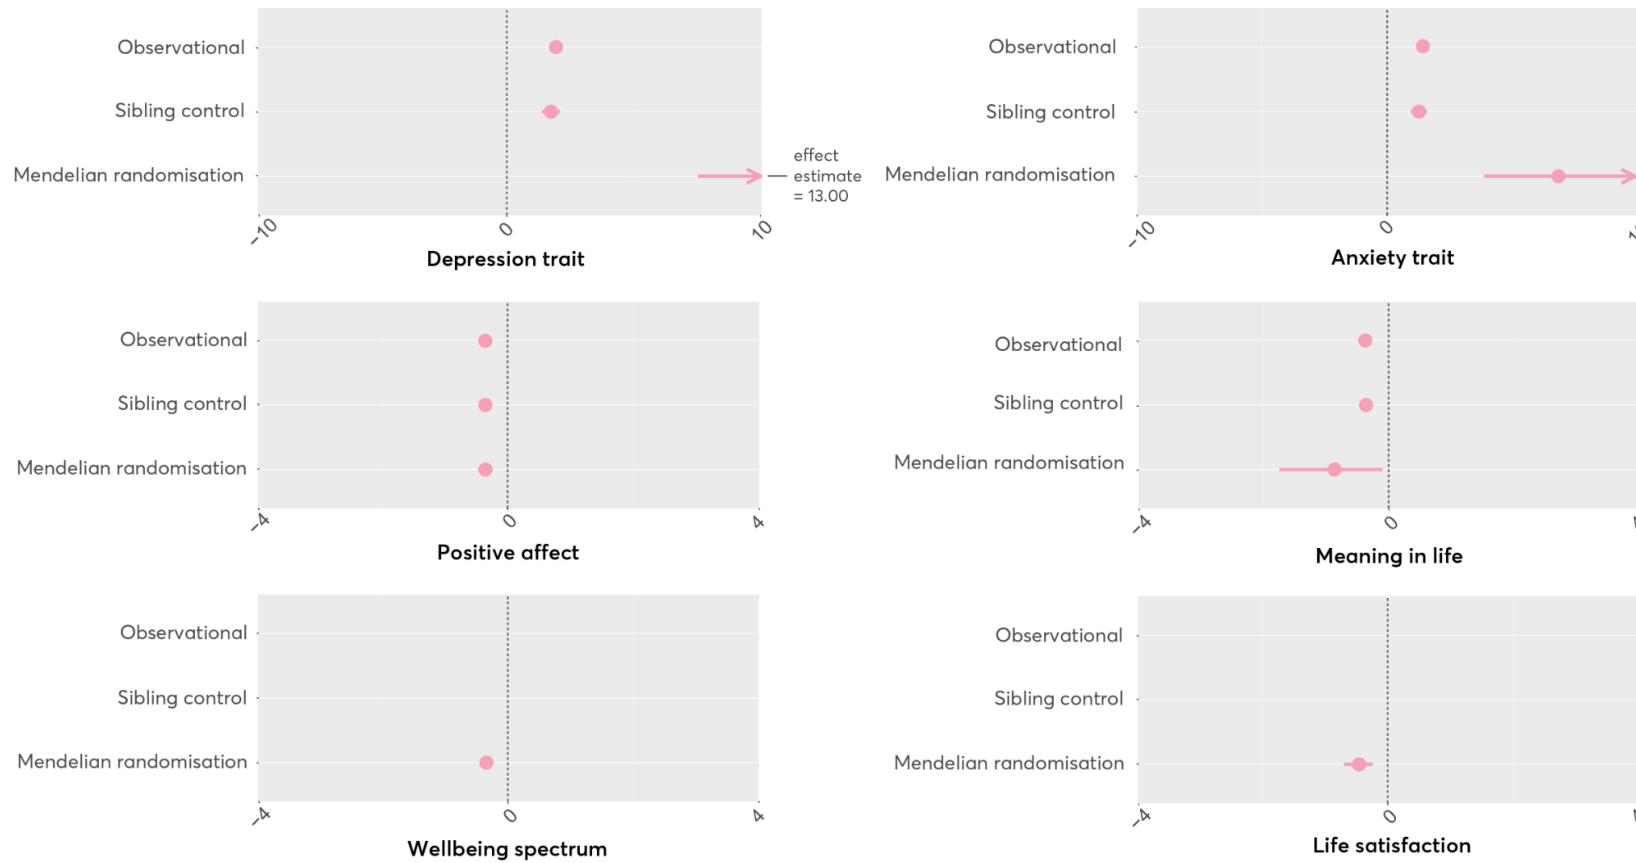 Observational
Sibling control
Mendelian randomisation
effect
estimate
= 13.00
−10
0
10
Depression trait
Observational
Sibling control
Mendelian randomisation
−10
0
Anxiety trait
Observational
Sibling control
Mendelian randomisation
−4
0
4
Positive affect
Observational
Sibling control
Mendelian randomisation
−4
0
Meaning in life
Observational
Sibling control
Mendelian randomisation
−4
0
4
Wellbeing spectrum
Observational
Sibling control
Mendelian randomisation
−4
0
Life satisfaction